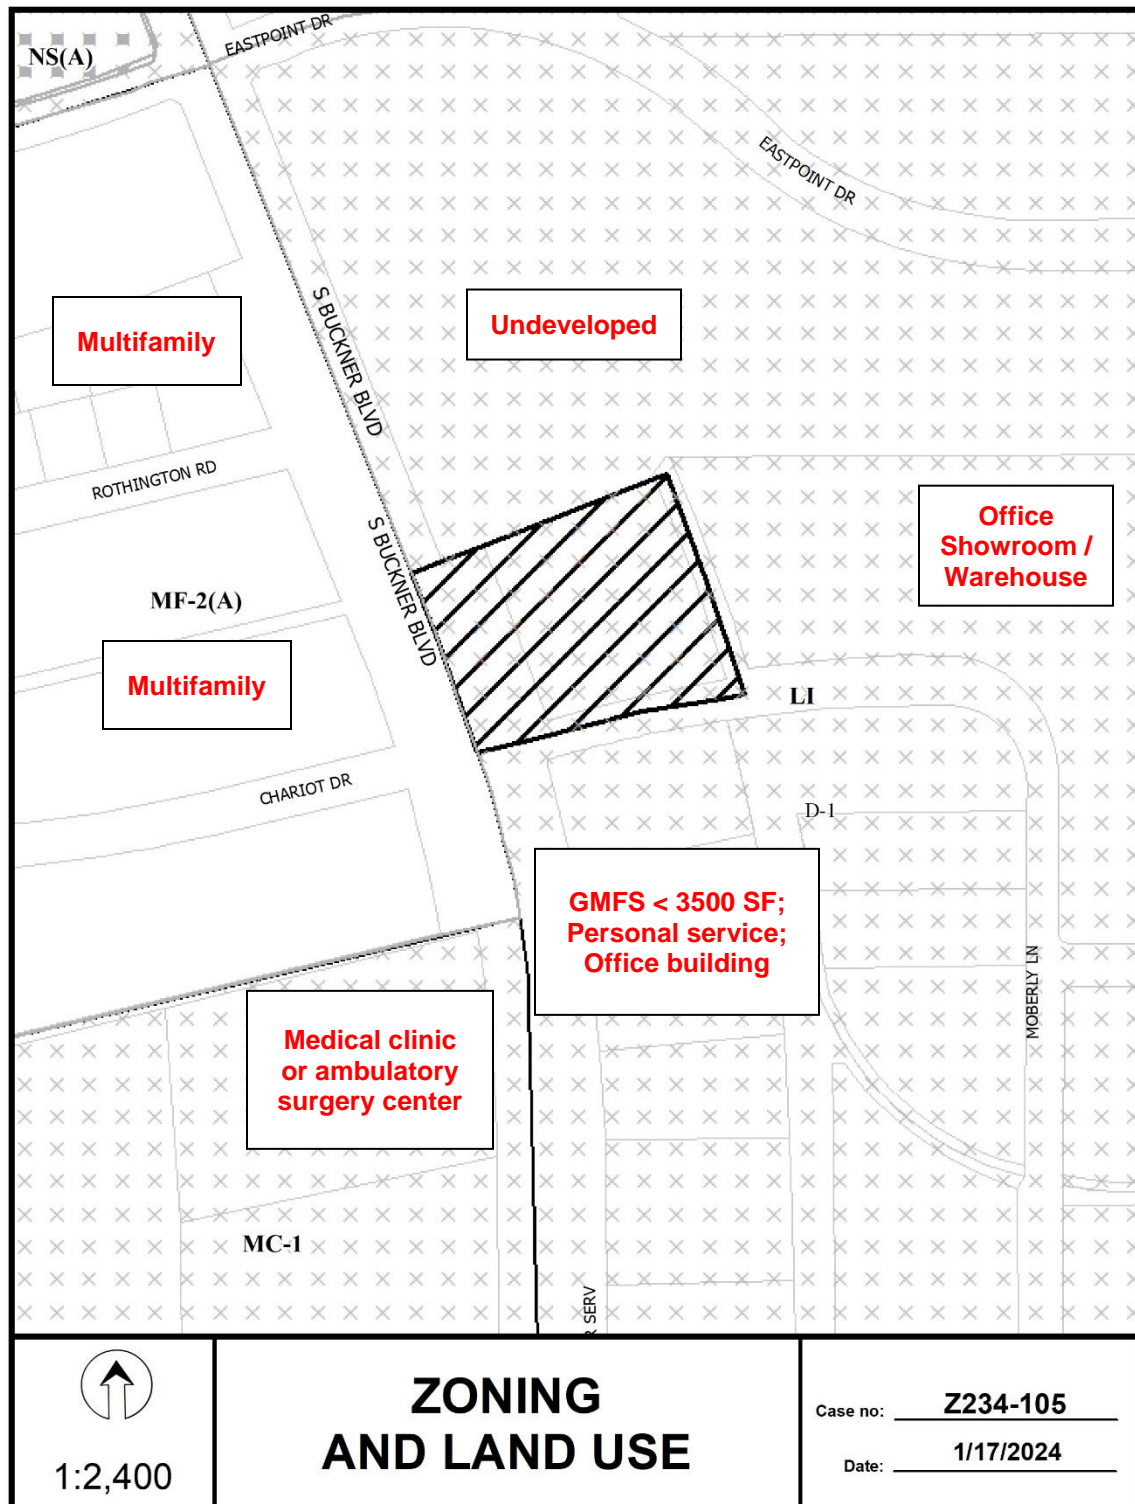 NS(A)
EASTPOINT DR
EASTPOINT DR
S BUCKNER BLVD
Multifamily
Undeveloped
ROTHINGTON RD
S BUCKNER BLVD
Office
Showroom /
Warehouse
MF-2(A)
Multifamily
LI
CHARIOT DR
D-1
GMFS < 3500 SF;
Personal service;
Office building
MOBERLY LN
Medical clinic
or ambulatory
surgery center
MC-1
R SERV
1:2,400
ZONING
AND LAND USE
Case no: Z234-105
Date: 1/17/2024